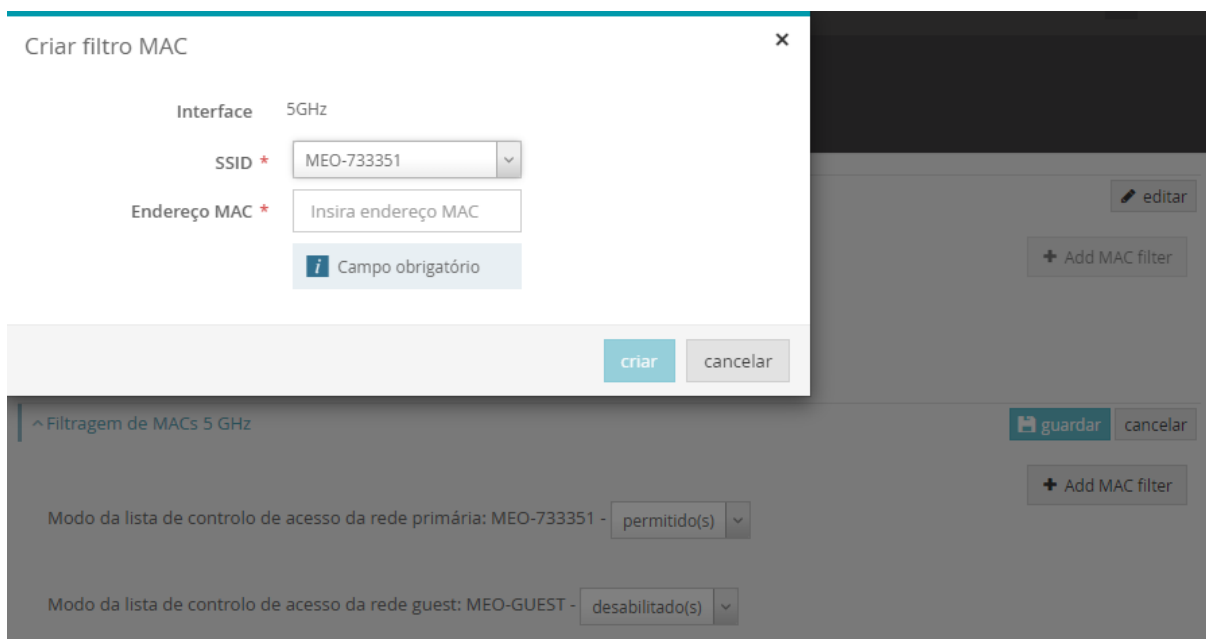 Criar filtro MAC ×
Interface 5GHz
SSID * MEO-733351
Endereço MAC * Insira endereço MAC
i Campo obrigatório
criar cancelar
editar
+ Add MAC filter
Filtragem de MACs 5 GHz guardar cancelar
+ Add MAC filter
Modo da lista de controlo de acesso da rede primária: MEO-733351 - permitido(s)
Modo da lista de controlo de acesso da rede guest: MEO-GUEST - desabilitado(s)